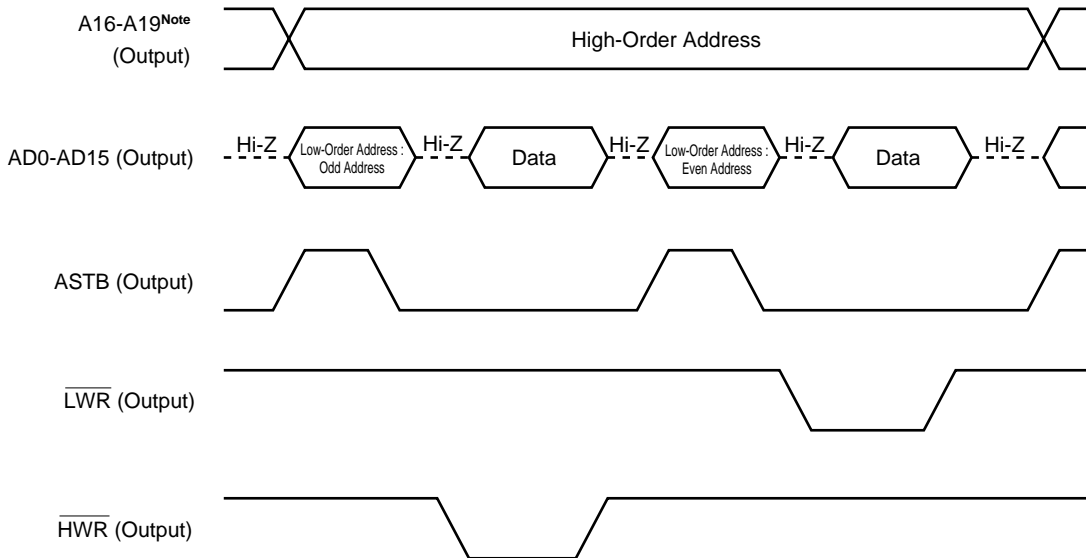 A16-A19Note
(Output)
High-Order Address
AD0-AD15 (Output)
Hi-Z
Low-Order Address :
Odd Address
Hi-Z
Data
Hi-Z
Low-Order Address :
Even Address
Hi-Z
Data
Hi-Z
ASTB (Output)
LWR (Output)
HWR (Output)